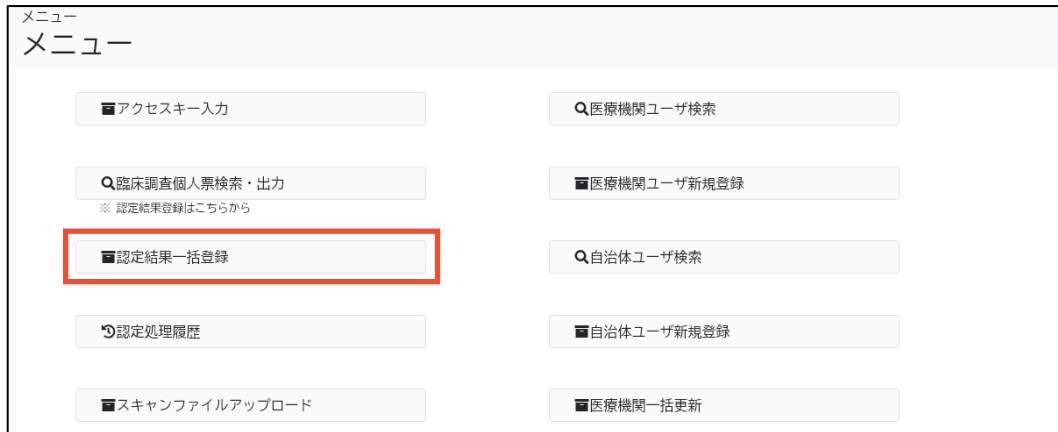 メニュー
メニュー
アクセスキー入力
医療機関ユーザ検索
臨床調査個人票検索・出力
医療機関ユーザ新規登録
※ 認定結果登録はこちらから
認定結果一括登録
自治体ユーザ検索
認定処理履歴
自治体ユーザ新規登録
スキャンファイルアップロード
医療機関一括更新